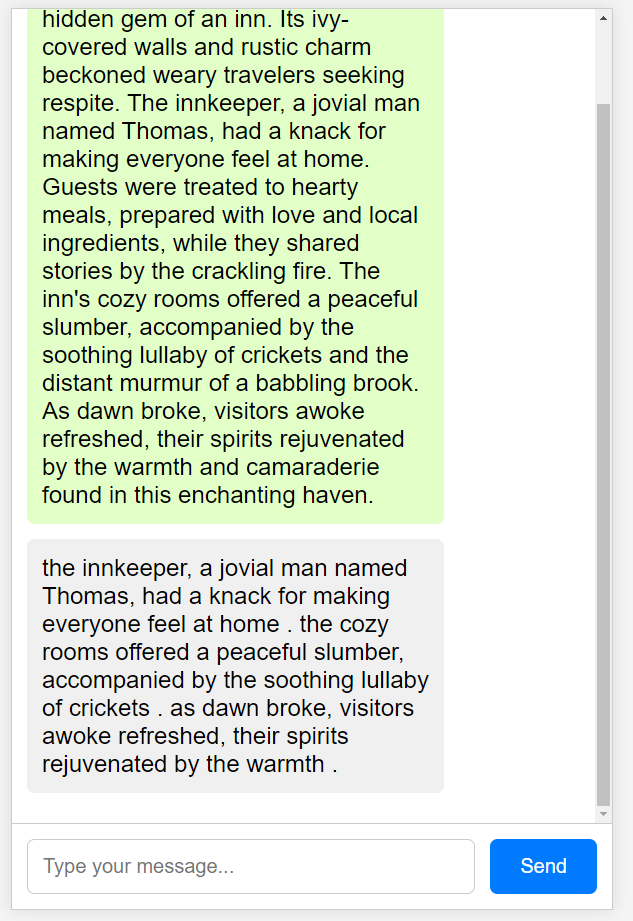 hidden gem of an inn. Its ivy-
covered walls and rustic charm
beckoned weary travelers seeking
respite. The innkeeper, a jovial man
named Thomas, had a knack for
making everyone feel at home.
Guests were treated to hearty
meals, prepared with love and local
ingredients, while they shared
stories by the crackling fire. The
inn's cozy rooms offered a peaceful
slumber, accompanied by the
soothing lullaby of crickets and the
distant murmur of a babbling brook.
As dawn broke, visitors awoke
refreshed, their spirits rejuvenated
by the warmth and camaraderie
found in this enchanting haven.
the innkeeper, a jovial man named
Thomas, had a knack for making
everyone feel at home . the cozy
rooms offered a peaceful slumber,
accompanied by the soothing lullaby
of crickets . as dawn broke, visitors
awoke refreshed, their spirits
rejuvenated by the warmth .
Type your message...
Send